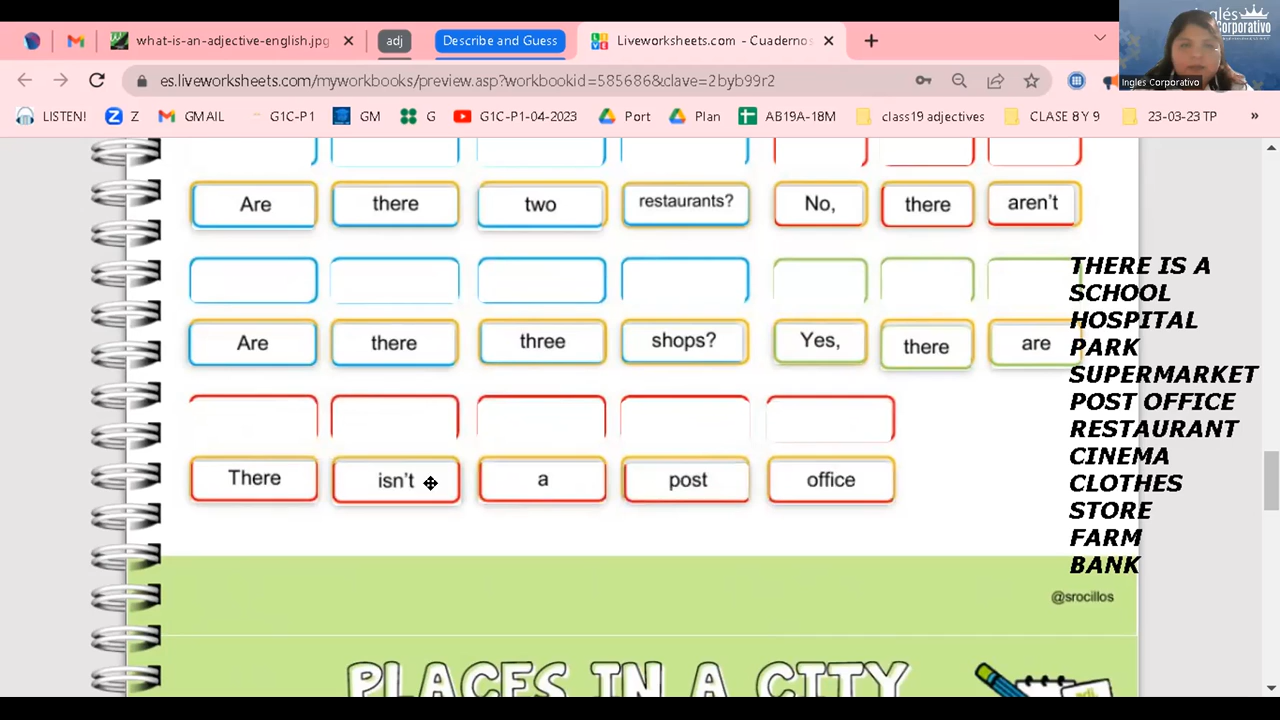 what-is-an-adjective-english.jpg
adj
Describe and Guess
Liveworksheets.com - Cuadernos
es.liveworksheets.com/myworkbooks/preview.asp?workbookid=585686&clave=2byb99r2
Inglés
Corporativo
Ingles Corporativo
LISTEN!
Z
GMAIL
G1C-P1
GM
G
G1C-P1-04-2023
Port
Plan
AB19A-18M
class19 adjectives
CLASE 8Y 9
23-03-23 TP
»
Are there two restaurants? No, there aren't
Are there three shops? Yes, there are
There isn't a post office
THERE IS A
SCHOOL
HOSPITAL
PARK
SUPERMARKET
POST OFFICE
RESTAURANT
CINEMA
CLOTHES
STORE
FARM
BANK
@srocillos
PLACES IN A CITY